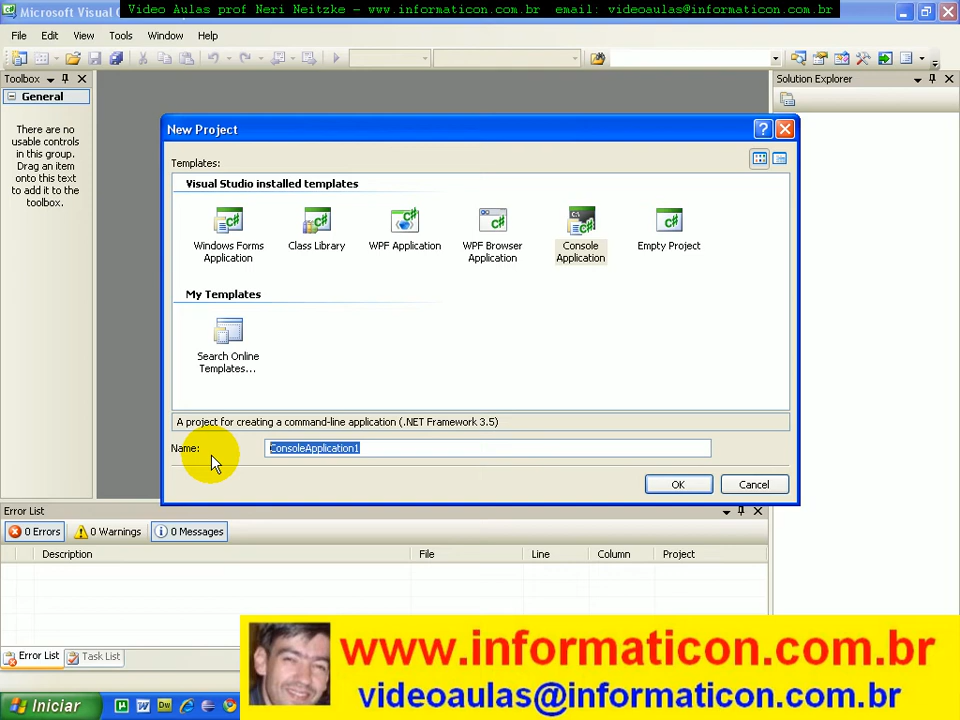 Video Aulas prof Neri Neitzke - www.informaticon.com.br email: videoaulas@informaticon.com.br
Microsoft Visual C
File Edit View Tools Window Help
Toolbox
Solution Explorer
General
There are no
usable controls
in this group.
Drag an item
onto this text
to add it to the
toolbox.
New Project
Templates:
Visual Studio installed templates
Windows Forms
Application
Class Library
WPF Application
WPF Browser
Application
Console
Application
Empty Project
My Templates
Search Online
Templates...
A project for creating a command-line application (.NET Framework 3.5)
Name:
ConsoleApplication1
OK
Cancel
Error List
0 Errors
0 Warnings
0 Messages
Description File Line Column Project
Error List
Task List
www.informaticon.com.br
videoaulas@informaticon.com.br
Iniciar